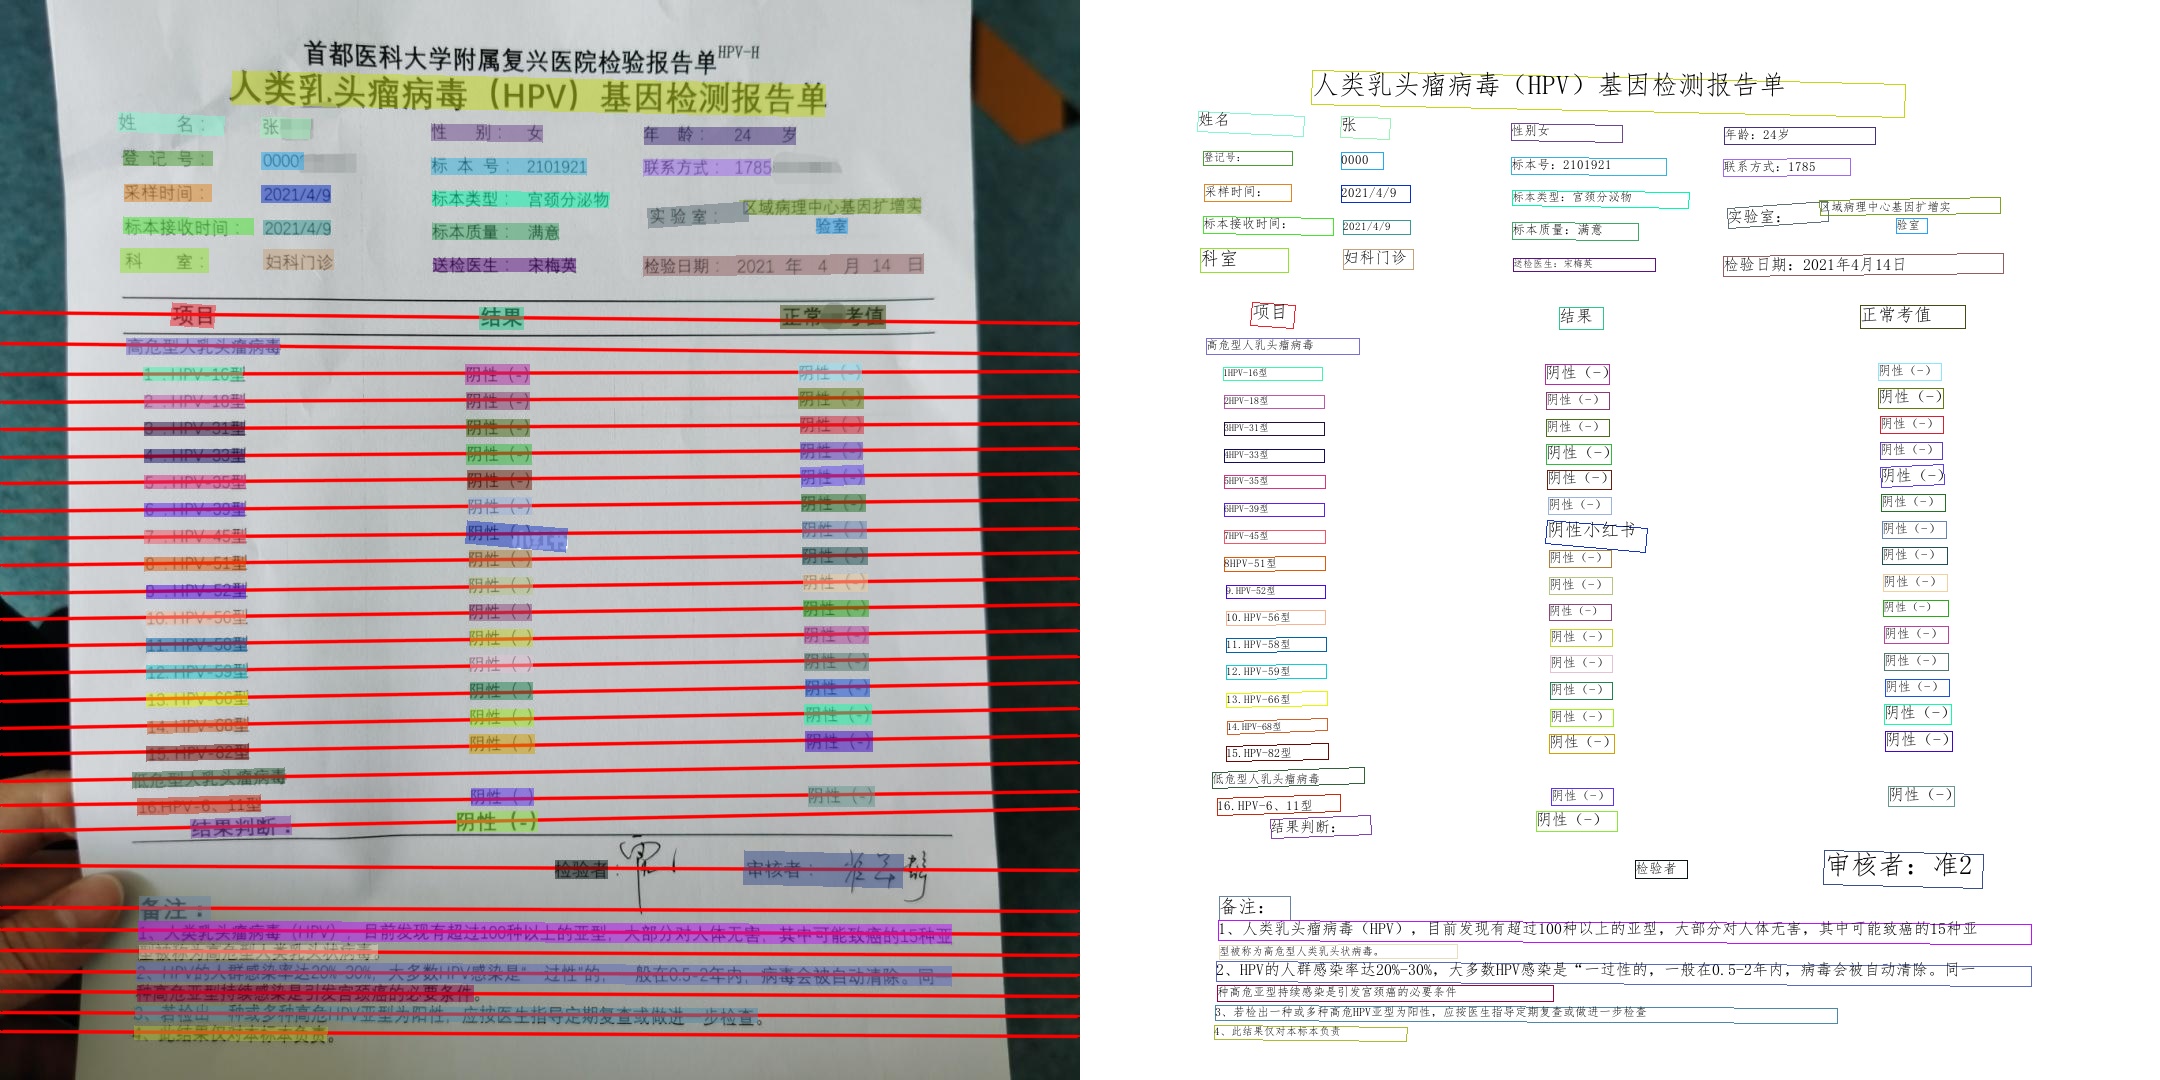 首都医科大学附属复兴医院检验报告单HPV-H
人类乳头瘤病毒（HPV）基因检测报告单 人类乳头瘤病毒（HPV）基因检测报告单
姓 名： 张 性 别： 女 年 龄： 24 岁 姓名 张 性别女 年龄：24岁
登 记 号： 0000 标 本 号： 2101921 联系方式： 1785 登记号： 0000 标本号：2101921 联系方式：1785
采样时间： 2021/4/9 标本类型： 宫颈分泌物 实 验 室： 区域病理中心基因扩增实 采样时间： 2021/4/9 标本类型：宫颈分泌物 实验室： 区域病理中心基因扩增实
标本接收时间： 2021/4/9 标本质量： 满意 验室 标本接收时间： 2021/4/9 标本质量：满意 验室
科 室： 妇科门诊 送检医生： 宋梅英 检验日期： 2021 年 4 月 14 日 科室 妇科门诊 送检医生：宋梅英 检验日期：2021年4月14日
项目 结果 正常 考值 项目 结果 正常考值
高危型人乳头瘤病毒 高危型人乳头瘤病毒
1 .HPV-16型 阴性（-） 阴性（-） 1HPV-16型 阴性（-） 阴性（-）
2 .HPV-18型 阴性（-） 阴性（-） 2HPV-18型 阴性（-） 阴性（-）
3 .HPV-31型 阴性（-） 阴性（-） 3HPV-31型 阴性（-） 阴性（-）
4 .HPV-33型 阴性（-） 阴性（-） 4HPV-33型 阴性（-） 阴性（-）
5 .HPV-35型 阴性（-） 阴性（-） 5HPV-35型 阴性（-） 阴性（-）
6 .HPV-39型 阴性（-） 阴性（-） 6HPV-39型 阴性（-） 阴性（-）
7 .HPV-45型 阴性 阴性（-） 7HPV-45型 阴性小红书 阴性（-）
8 .HPV-51型 阴性（-） 阴性（-） 8HPV-51型 阴性（-） 阴性（-）
9 .HPV-52型 阴性（-） 阴性（-） 9.HPV-52型 阴性（-） 阴性（-）
10.HPV-56型 阴性（-） 阴性（-） 10.HPV-56型 阴性（-） 阴性（-）
11.HPV-58型 阴性（-） 阴性（-） 11.HPV-58型 阴性（-） 阴性（-）
12.HPV-59型 阴性（-） 阴性（-） 12.HPV-59型 阴性（-） 阴性（-）
13.HPV-66型 阴性（-） 阴性（-） 13.HPV-66型 阴性（-） 阴性（-）
14.HPV-68型 阴性（-） 阴性（-） 14.HPV-68型 阴性（-） 阴性（-）
15.HPV-82型 阴性（-） 阴性（-） 15.HPV-82型 阴性（-） 阴性（-）
低危型人乳头瘤病毒 低危型人乳头瘤病毒
16.HPV-6、11型 阴性（-） 阴性（-） 16.HPV-6、11型 阴性（-） 阴性（-）
结果判断： 阴性（-） 结果判断： 阴性（-）
检验者： 审核者： 检验者 审核者：准2
备注： 备注：
1、人类乳头瘤病毒（HPV），目前发现有超过100种以上的亚型，大部分对人体无害，其中可能致癌的15种亚 1、人类乳头瘤病毒（HPV），目前发现有超过100种以上的亚型，大部分对人体无害，其中可能致癌的15种亚
型被称为高危型人类乳头状病毒。 型被称为高危型人类乳头状病毒。
2、HPV的人群感染率达20%-30%，大多数HPV感染是“一过性”的，一般在0.5-2年内，病毒会被自动清除。同一 2、HPV的人群感染率达20%-30%，大多数HPV感染是“一过性的，一般在0.5-2年内，病毒会被自动清除。同一
种高危亚型持续感染是引发宫颈癌的必要条件。 种高危亚型持续感染是引发宫颈癌的必要条件
3、若检出一种或多种高危HPV亚型为阳性，应按医生指导定期复查或做进一步检查。 3、若检出一种或多种高危HPV亚型为阳性，应按医生指导定期复查或做进一步检查
4、此结果仅对本标本负责。 4、此结果仅对本标本负责